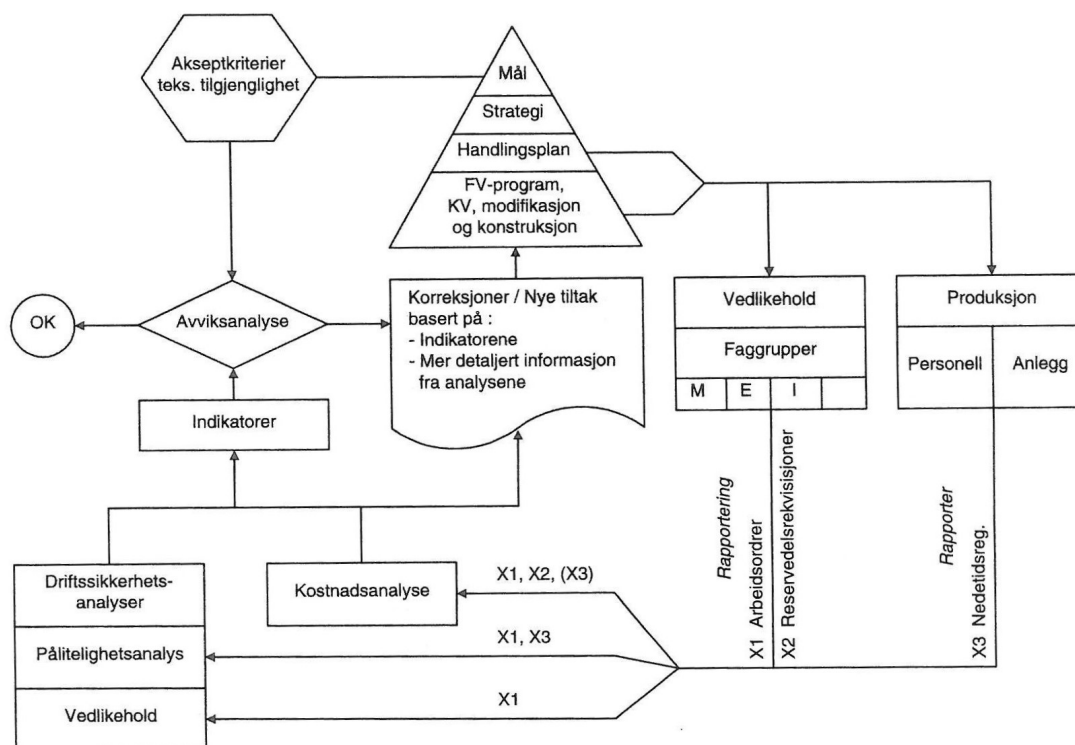 Akseptkriterier
teks. tilgjenglighet
Mål
Strategi
Handlingsplan
FV-program,
KV, modifikasjon
og konstruksjon
OK
Avviksanalyse
Korreksjoner / Nye tiltak
basert på :
- Indikatorene
- Mer detaljert informasjon
fra analysene
Vedlikehold
Faggrupper
M E I
Produksjon
Personell
Anlegg
Indikatorer
Rapportering
X1 Arbeidsordrer
X2 Reservedelsrekvisisjoner
Rapporter
X3 Nedetidsreg.
Driftssikkerhets-
analyser
Pålitelighetsanalys
Vedlikehold
Kostnadsanalyse
X1, X2, (X3)
X1, X3
X1